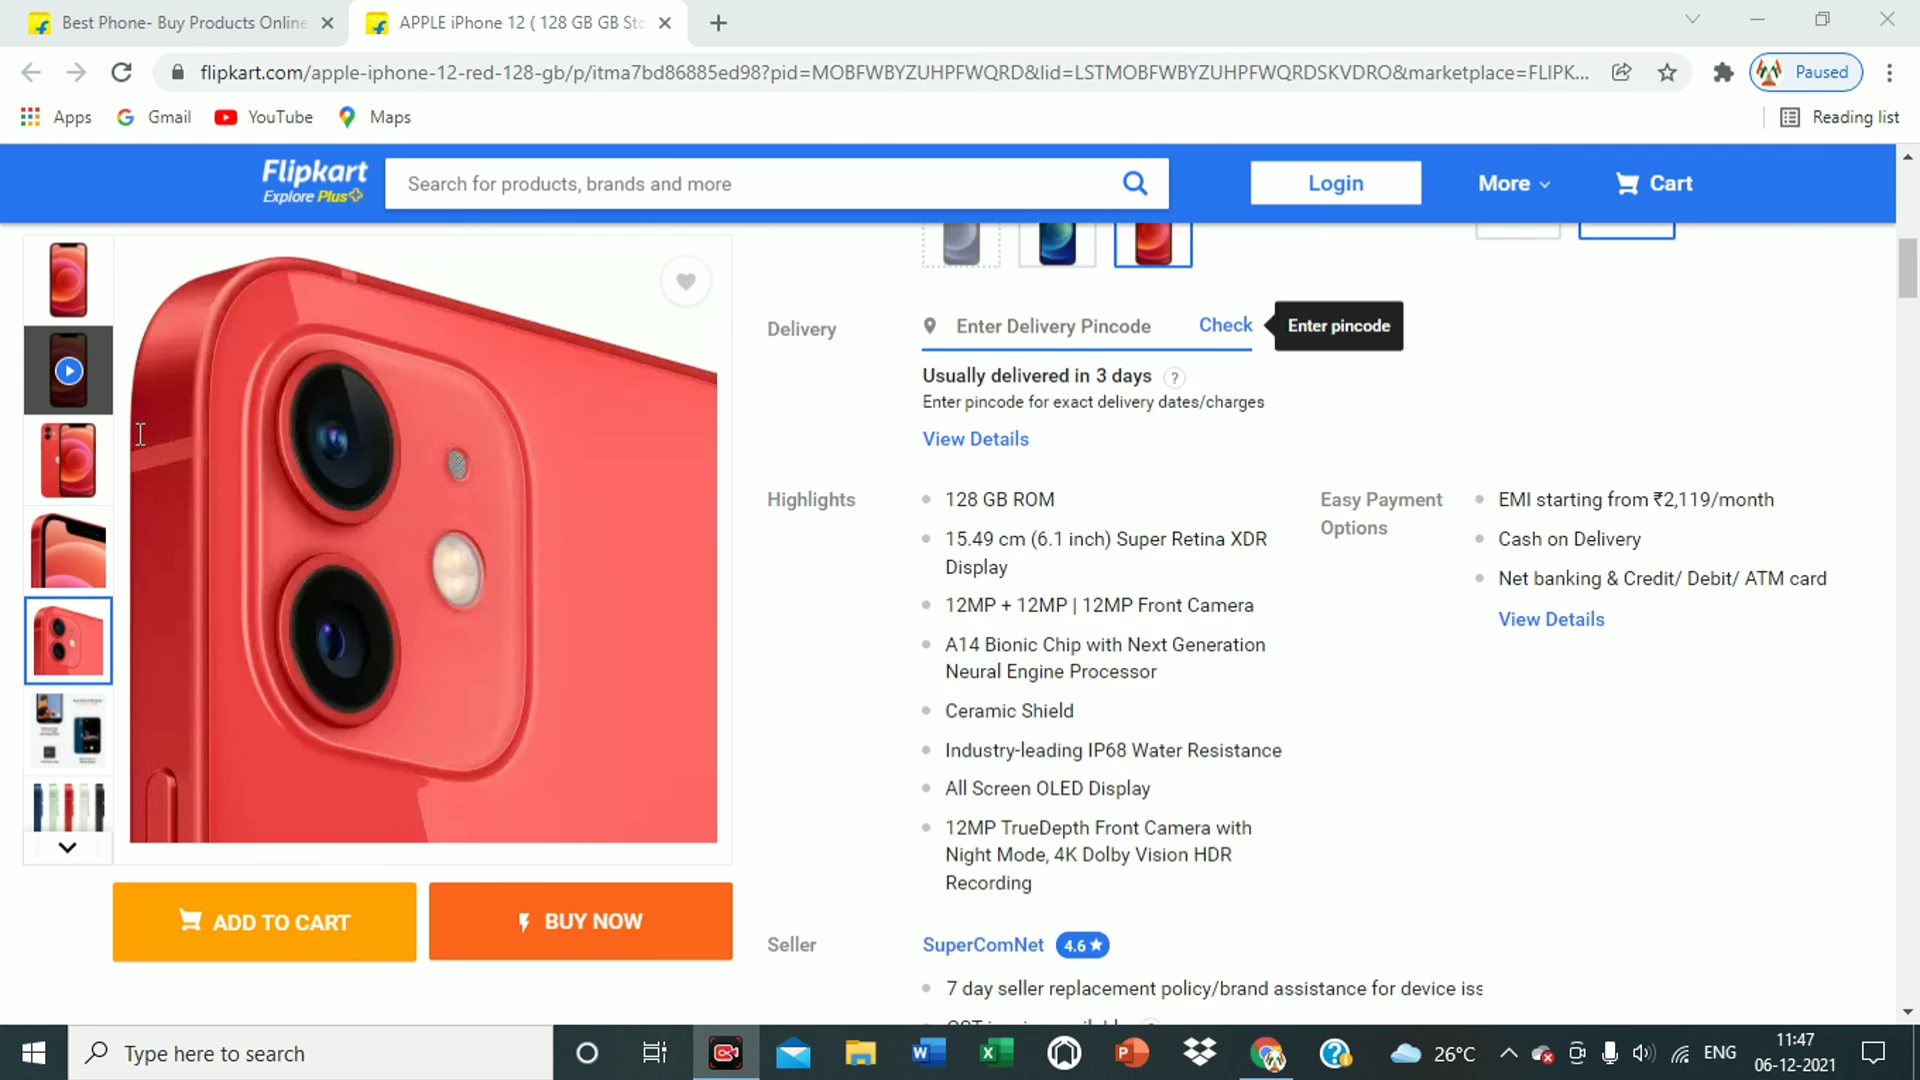 Best Phone- Buy Products Online
APPLE iPhone 12 ( 128 GB GB Sto
flipkart.com/apple-iphone-12-red-128-gb/p/itma7bd86885ed98?pid=MOBFWBYZUHPFWQRD&lid=LSTMOBFWBYZUHPFWQRDSKVDRO&marketplace=FLIPK...
Paused
Apps
Gmail
YouTube
Maps
Reading list
Flipkart
Explore Plus
Search for products, brands and more
Login
More
Cart
Delivery
Enter Delivery Pincode
Check
Enter pincode
Usually delivered in 3 days ?
Enter pincode for exact delivery dates/charges
View Details
Highlights
128 GB ROM
15.49 cm (6.1 inch) Super Retina XDR
Display
12MP + 12MP | 12MP Front Camera
A14 Bionic Chip with Next Generation
Neural Engine Processor
Ceramic Shield
Industry-leading IP68 Water Resistance
All Screen OLED Display
12MP TrueDepth Front Camera with
Night Mode, 4K Dolby Vision HDR
Recording
Easy Payment
Options
EMI starting from ₹2,119/month
Cash on Delivery
Net banking & Credit/ Debit/ ATM card
View Details
ADD TO CART
BUY NOW
Seller
SuperComNet 4.6★
7 day seller replacement policy/brand assistance for device iss
Type here to search
26°C
ENG
11:47
06-12-2021